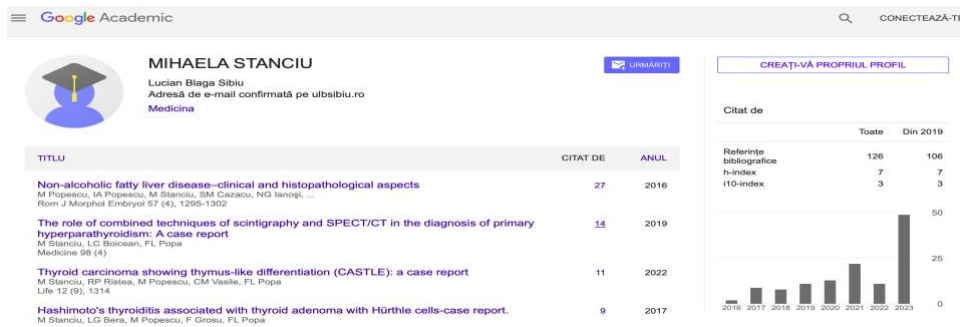 Google Academic
CONECTEAZĂ-TE
MIHAELA STANCIU
Lucian Blaga Sibiu
Adresă de e-mail confirmată pe ulbsibiu.ro
Medicina
URMĂRIȚI
TITLU CITAT DE ANUL
Non-alcoholic fatty liver disease–clinical and histopathological aspects 27 2016
M Popescu, IA Popescu, M Stanciu, SM Cazacu, NG Ianoşi, ...
Rom J Morphol Embryol 57 (4), 1295-1302
The role of combined techniques of scintigraphy and SPECT/CT in the diagnosis of primary 14 2019
hyperparathyroidism: A case report
M Stanciu, LC Boicean, FL Popa
Medicine 98 (4)
Thyroid carcinoma showing thymus-like differentiation (CASTLE): a case report 11 2022
M Stanciu, RP Ristea, M Popescu, CM Vasile, FL Popa
Life 12 (9), 1314
Hashimoto's thyroiditis associated with thyroid adenoma with Hürthle cells-case report. 9 2017
M Stanciu, LG Bera, M Popescu, F Grosu, FL Popa
CREAȚI-VĂ PROPRIUL PROFIL
Citat de
Toate Din 2019
Referințe
bibliografice 126 106
h-index 7 7
i10-index 3 3
50
25
0
2016 2017 2018 2019 2020 2021 2022 2023